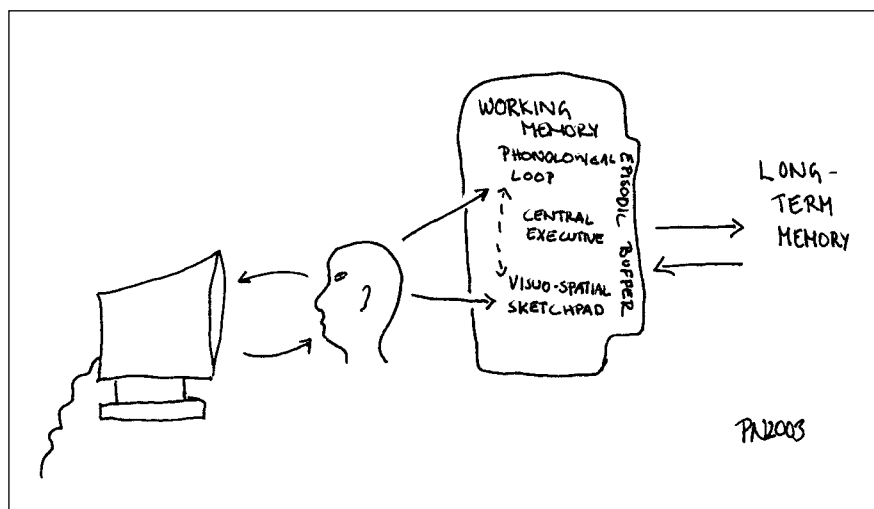 WORKING
MEMORY
PHONOLOGICAL
LOOP
CENTRAL
EXECUTIVE
VISUO-SPATIAL
SKETCHPAD
EPISODIC BUFFER
LONG-
TERM
MEMORY
PN2003